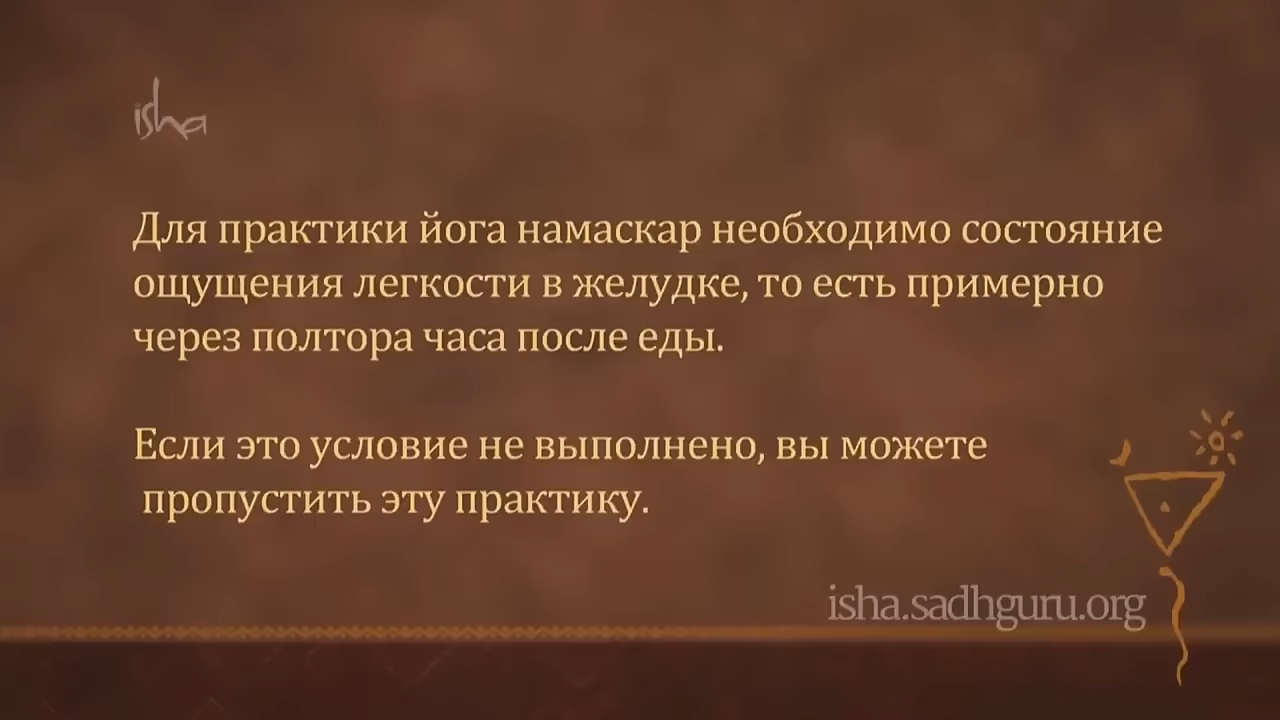 isha
Для практики йога намаскар необходимо состояние
ощущения легкости в желудке, то есть примерно
через полтора часа после еды.
Если это условие не выполнено, вы можете
пропустить эту практику.
isha.sadhguru.org